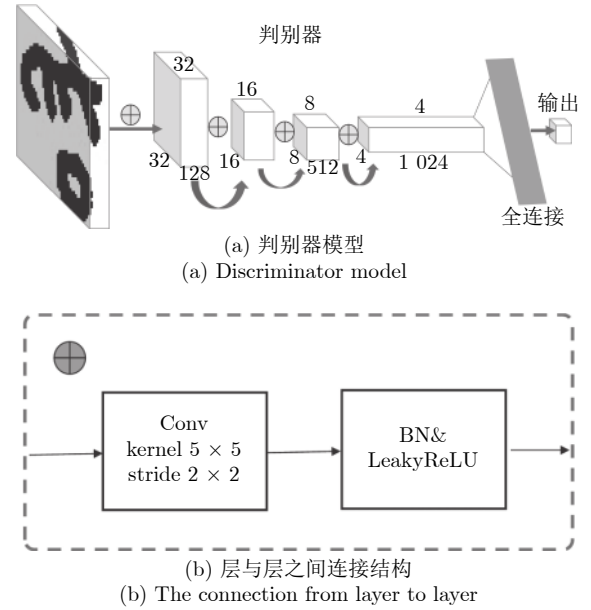 判别器
32
16
8
4
输出
32
128
16
8
512
4
1 024
全连接
(a) 判别器模型
(a) Discriminator model
Conv
kernel 5 × 5
stride 2 × 2
BN&
LeakyReLU
(b) 层与层之间连接结构
(b) The connection from layer to layer